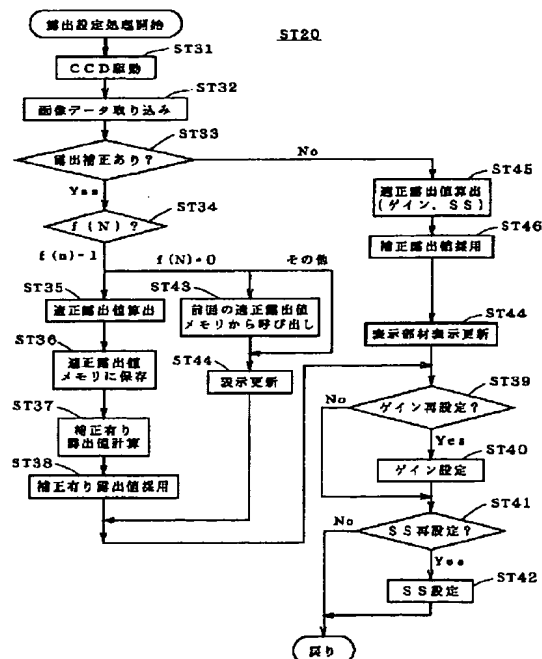 露出設定処理開始
ST20
ST31
CCD駆動
ST32
画像データ取り込み
ST33
露出補正あり?
No
Yes
ST34
f(N)?
f(n)=1
f(N)=0
その他
ST35
適正露出値算出
ST36
適正露出値
メモリに保存
ST37
補正有り
露出値計算
ST38
補正有り露出値採用
ST43
前回の適正露出値
メモリから呼び出し
ST44
表示更新
ST45
適正露出値算出
(ゲイン、SS)
ST46
補正露出値採用
ST44
表示部材表示更新
ST39
ゲイン再設定?
No
Yes
ST40
ゲイン設定
ST41
SS再設定?
No
Yes
ST42
SS設定
戻り